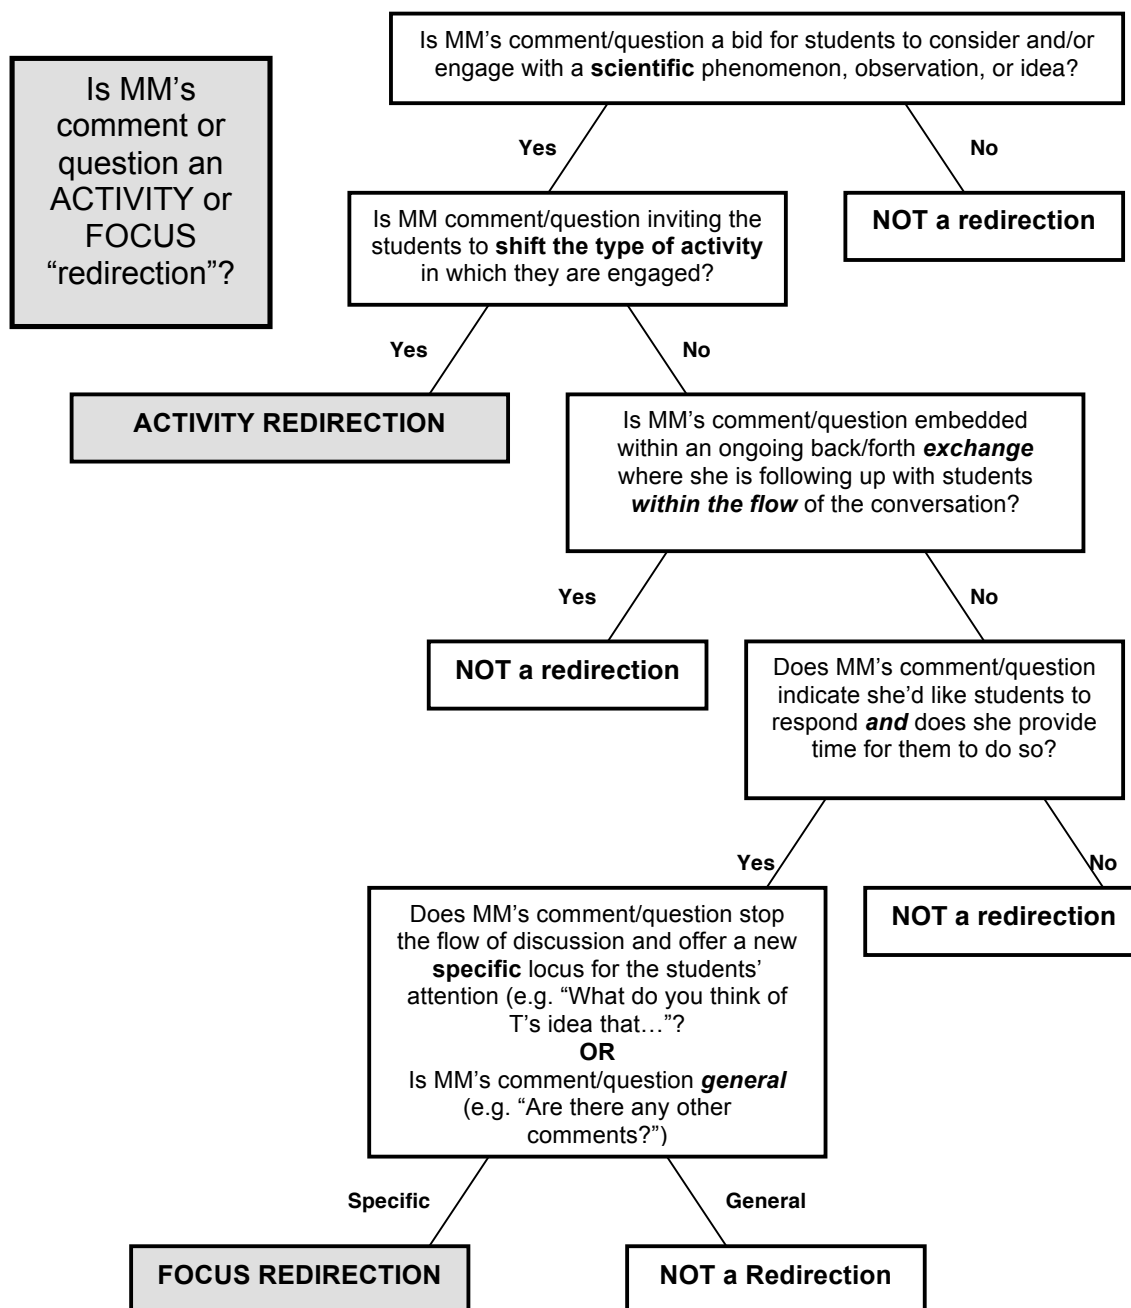 Is MM's
comment or
question an
ACTIVITY or
FOCUS
“redirection”?
Is MM's comment/question a bid for students to consider and/or
engage with a scientific phenomenon, observation, or idea?
Yes
No
Is MM comment/question inviting the
students to shift the type of activity
in which they are engaged?
NOT a redirection
Yes
No
ACTIVITY REDIRECTION
Is MM's comment/question embedded
within an ongoing back/forth exchange
where she is following up with students
within the flow of the conversation?
Yes
No
NOT a redirection
Does MM's comment/question
indicate she'd like students to
respond and does she provide
time for them to do so?
Yes
No
Does MM's comment/question stop
the flow of discussion and offer a new
specific locus for the students'
attention (e.g. “What do you think of
T's idea that…”?
OR
Is MM's comment/question general
(e.g. “Are there any other
comments?”)
NOT a redirection
Specific
General
FOCUS REDIRECTION
NOT a Redirection